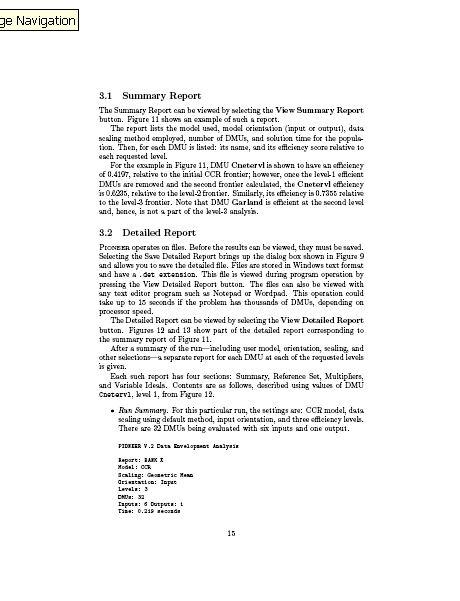 ge Navigation
3.1 Summary Report
The Summary Report can be viewed by selecting the View Summary Report
button. Figure 11 shows an example of such a report.
The report lists the model used, model orientation (input or output), data
scaling method employed, number of DMUs, and solution time for the popula-
tion. Then, for each DMU is listed: its name, and its efficiency score relative to
each requested level.
For the example in Figure 11, DMU Cnetervl is shown to have an efficiency
of 0.4197, relative to the initial CCR frontier; however, once the level-1 efficient
DMUs are removed and the second frontier calculated, the Cnetervl efficiency
is 0.6235, relative to the level-2 frontier. Similarly, its efficiency is 0.7355 relative
to the level-3 frontier. Note that DMU Garland is efficient at the second level
and, hence, is not a part of the level-3 analysis.
3.2 Detailed Report
PIONEER operates on files. Before the results can be viewed, they must be saved.
Selecting the Save Detailed Report brings up the dialog box shown in Figure 9
and allows you to save the detailed file. Files are stored in Windows text format
and have a .det extension. This file is viewed during program operation by
pressing the View Detailed Report button. The files can also be viewed with
any text editor program such as Notepad or Wordpad. This operation could
take up to 15 seconds if the problem has thousands of DMUs, depending on
processor speed.
The Detailed Report can be viewed by selecting the View Detailed Report
button. Figures 12 and 13 show part of the detailed report corresponding to
the summary report of Figure 11.
After a summary of the run—including user model, orientation, scaling, and
other selections—a separate report for each DMU at each of the requested levels
is given.
Each such report has four sections: Summary, Reference Set, Multipliers,
and Variable Ideals. Contents are as follows, described using values of DMU
Cnetervl, level 1, from Figure 12.
• Run Summary. For this particular run, the settings are: CCR model, data
scaling using default method, input orientation, and three efficiency levels.
There are 32 DMUs being evaluated with six inputs and one output.
PIONEER V.2 Data Envelopment Analysis
Report: BANK X
Model: CCR
Scaling: Geometric Mean
Orientation: Input
Levels: 3
DMUs: 32
Inputs: 6 Outputs: 1
Time: 0.219 seconds
15